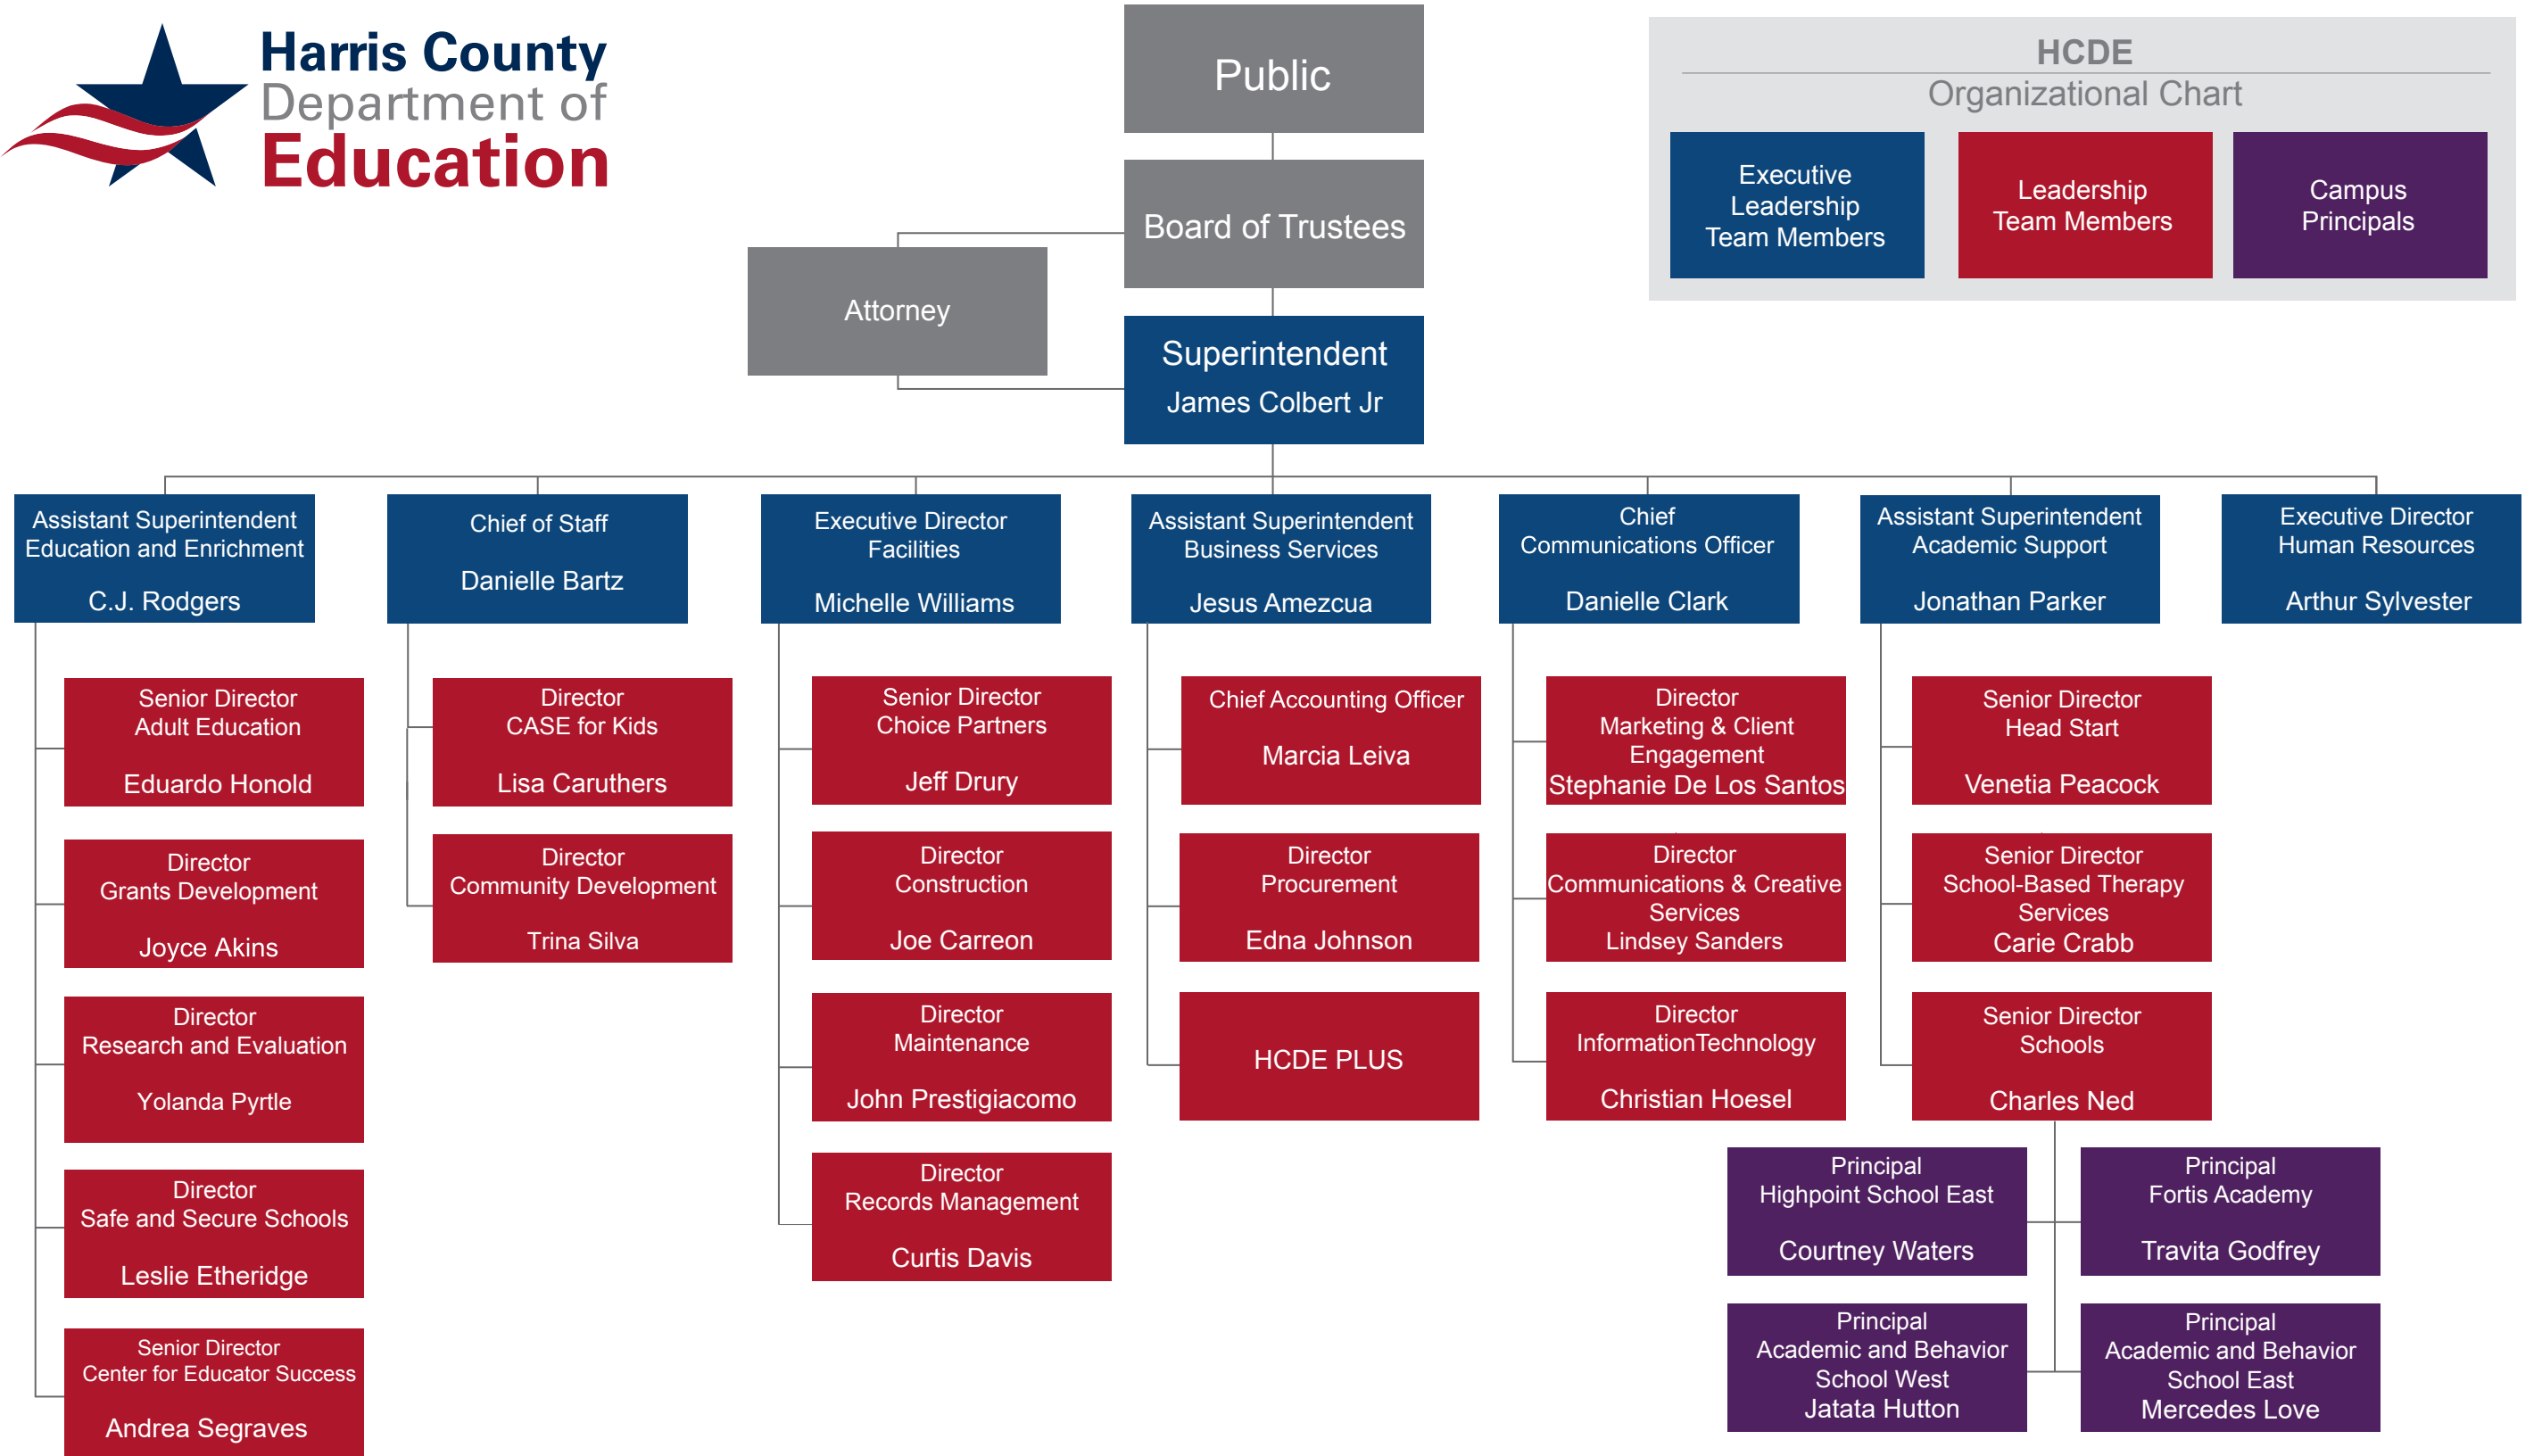 Harris County
Department of
Education
Public
Board of Trustees
Attorney
Superintendent
James Colbert Jr
HCDE
Organizational Chart
Executive
Leadership
Team Members
Leadership
Team Members
Campus
Principals
Assistant Superintendent
Education and Enrichment
C.J. Rodgers
Senior Director
Adult Education
Eduardo Honold
Director
Grants Development
Joyce Akins
Director
Research and Evaluation
Yolanda Pyrtle
Director
Safe and Secure Schools
Leslie Etheridge
Senior Director
Center for Educator Success
Andrea Segraves
Chief of Staff
Danielle Bartz
Director
CASE for Kids
Lisa Caruthers
Director
Community Development
Trina Silva
Executive Director
Facilities
Michelle Williams
Senior Director
Choice Partners
Jeff Drury
Director
Construction
Joe Carreon
Director
Maintenance
John Prestigiacomo
Director
Records Management
Curtis Davis
Assistant Superintendent
Business Services
Jesus Amezcua
Chief Accounting Officer
Marcia Leiva
Director
Procurement
Edna Johnson
HCDE PLUS
Chief
Communications Officer
Danielle Clark
Director
Marketing & Client
Engagement
Stephanie De Los Santos
Director
Communications & Creative
Services
Lindsey Sanders
Director
InformationTechnology
Christian Hoesel
Assistant Superintendent
Academic Support
Jonathan Parker
Senior Director
Head Start
Venetia Peacock
Senior Director
School-Based Therapy
Services
Carie Crabb
Senior Director
Schools
Charles Ned
Principal
Highpoint School East
Courtney Waters
Principal
Fortis Academy
Travita Godfrey
Principal
Academic and Behavior
School West
Jatata Hutton
Principal
Academic and Behavior
School East
Mercedes Love
Executive Director
Human Resources
Arthur Sylvester